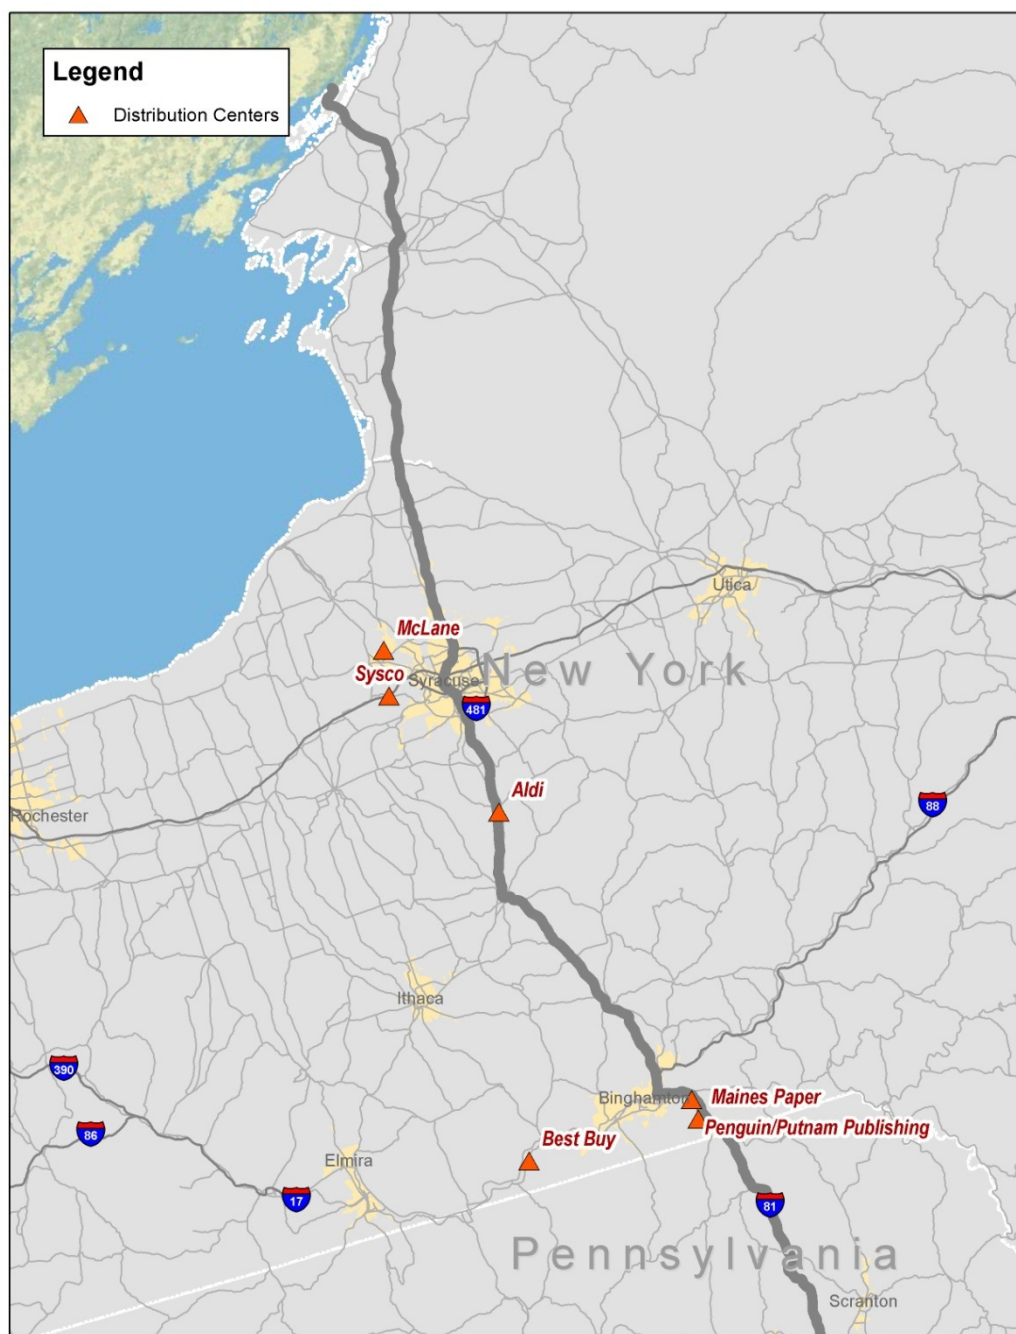 Legend
Distribution Centers
Utica
McLane
New York
Sysco
Syracuse
481
Aldi
88
Rochester
Ithaca
390
Binghamton
Maines Paper
86
Penguin/Putnam Publishing
Best Buy
Elmira
17
81
Pennsylvania
Scranton